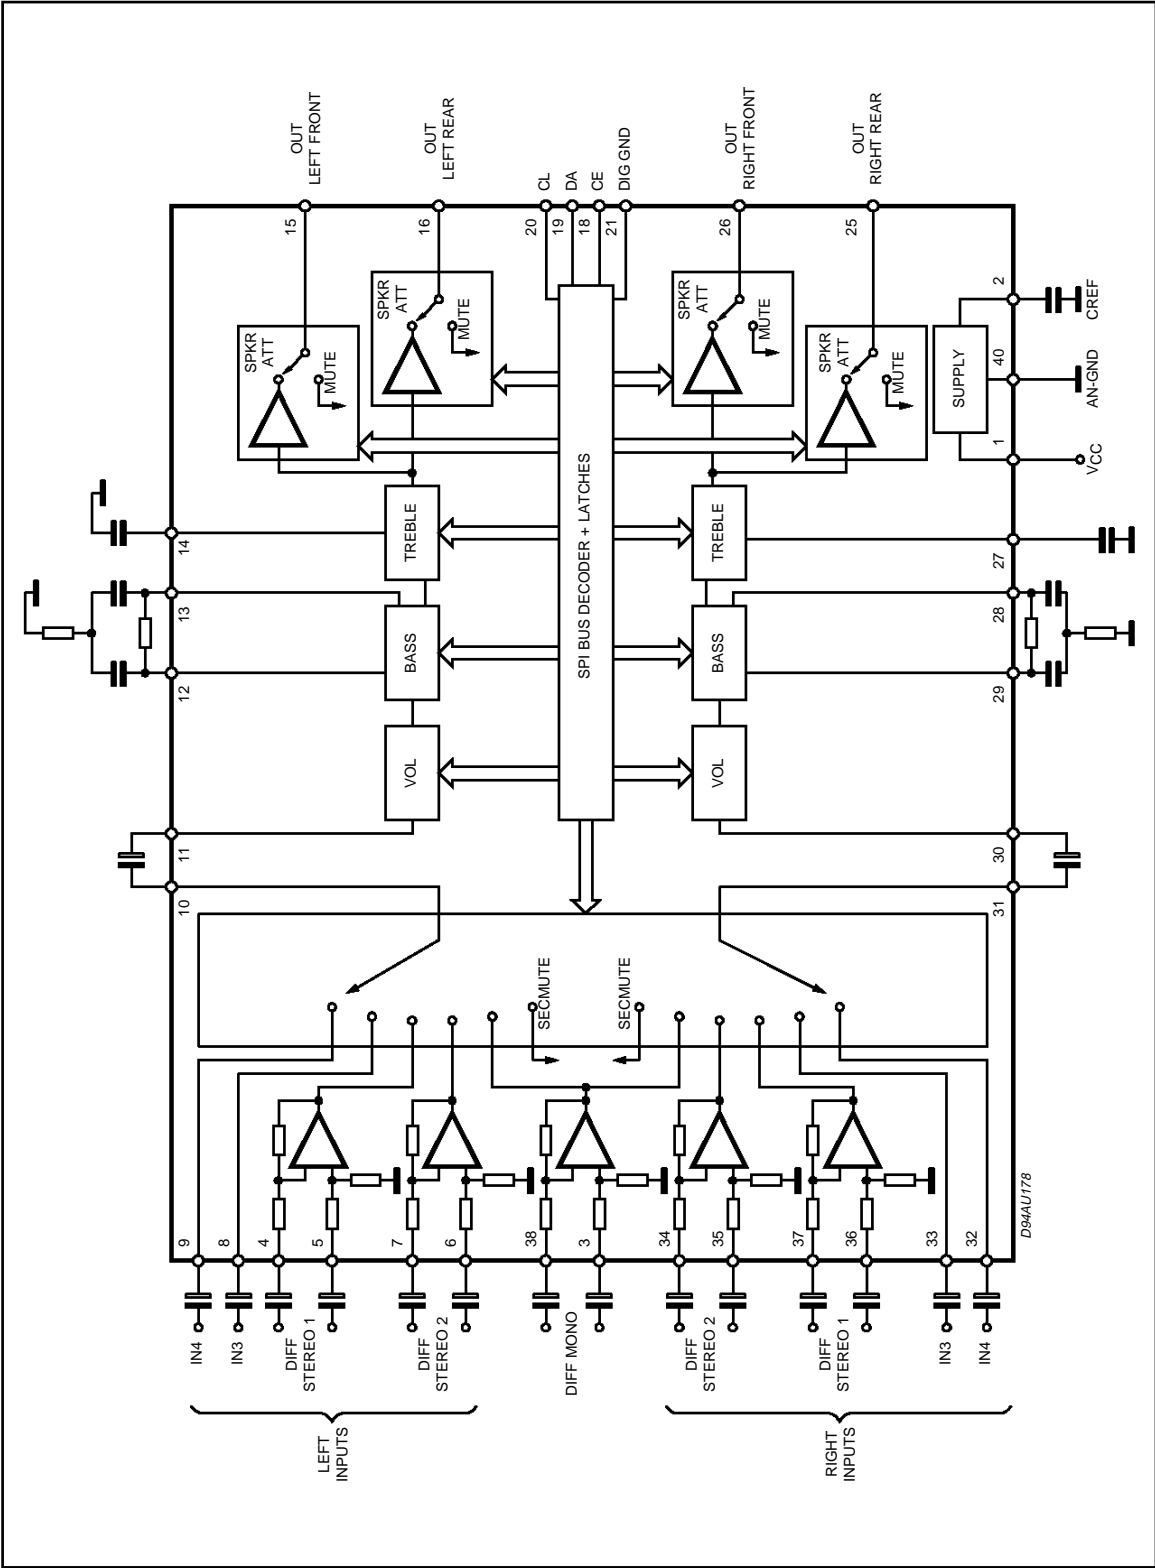 LEFT
INPUTS
IN4
IN3
DIFF
STEREO 1
DIFF
STEREO 2
DIFF MONO
RIGHT
INPUTS
DIFF
STEREO 2
DIFF
STEREO 1
IN3
IN4
9
8
4
5
7
6
38
3
34
35
37
36
33
32
SECMUTE
SECMUTE
10
11
12
13
14
VOL
BASS
TREBLE
SPKR
ATT
MUTE
SPKR
ATT
MUTE
15
OUT
LEFT FRONT
16
OUT
LEFT REAR
SPI BUS DECODER + LATCHES
20
CL
19
DA
18
CE
21
DIG GND
VOL
BASS
TREBLE
SPKR
ATT
MUTE
SPKR
ATT
MUTE
26
OUT
RIGHT FRONT
25
OUT
RIGHT REAR
31
30
29
28
27
SUPPLY
1
40
2
VCC
AN-GND
CREF
D94AU178